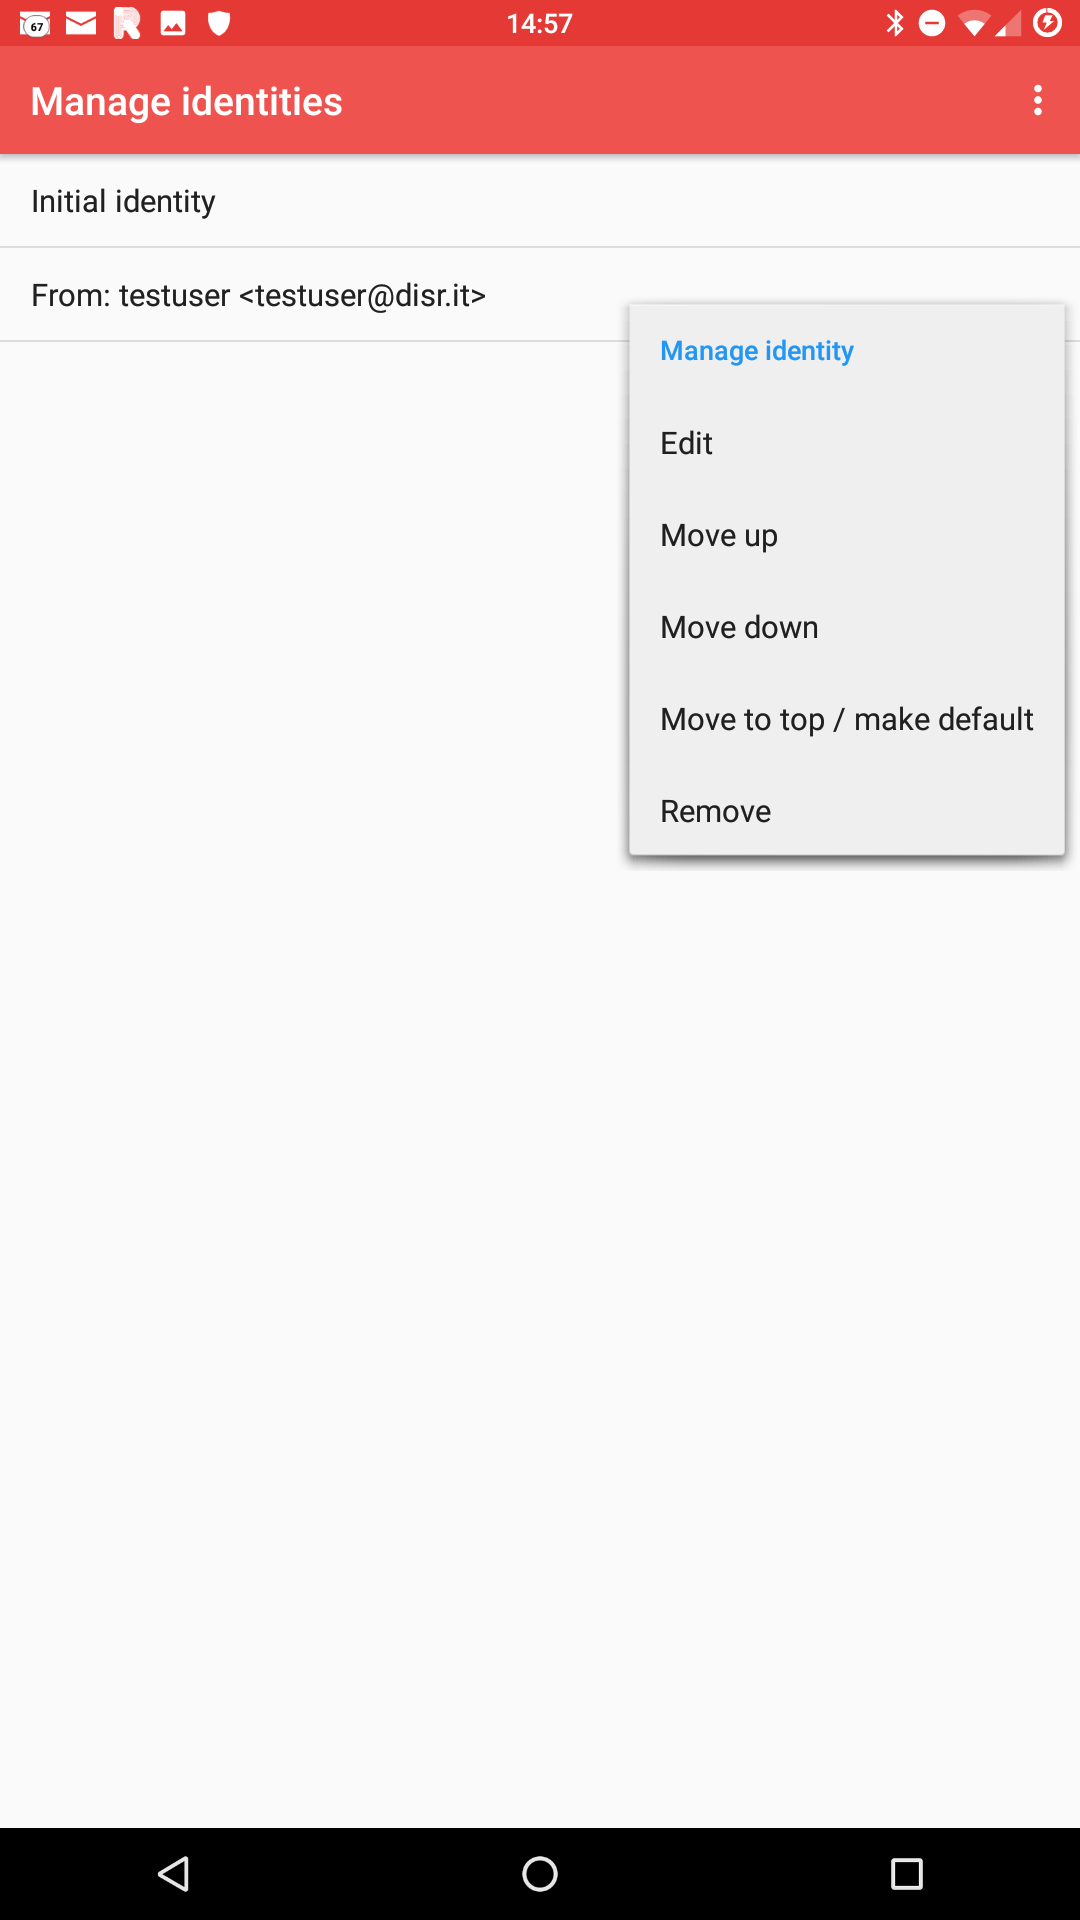 67
14:57
Manage identities
Initial identity
From: testuser <testuser@disr.it>
Manage identity
Edit
Move up
Move down
Move to top / make default
Remove